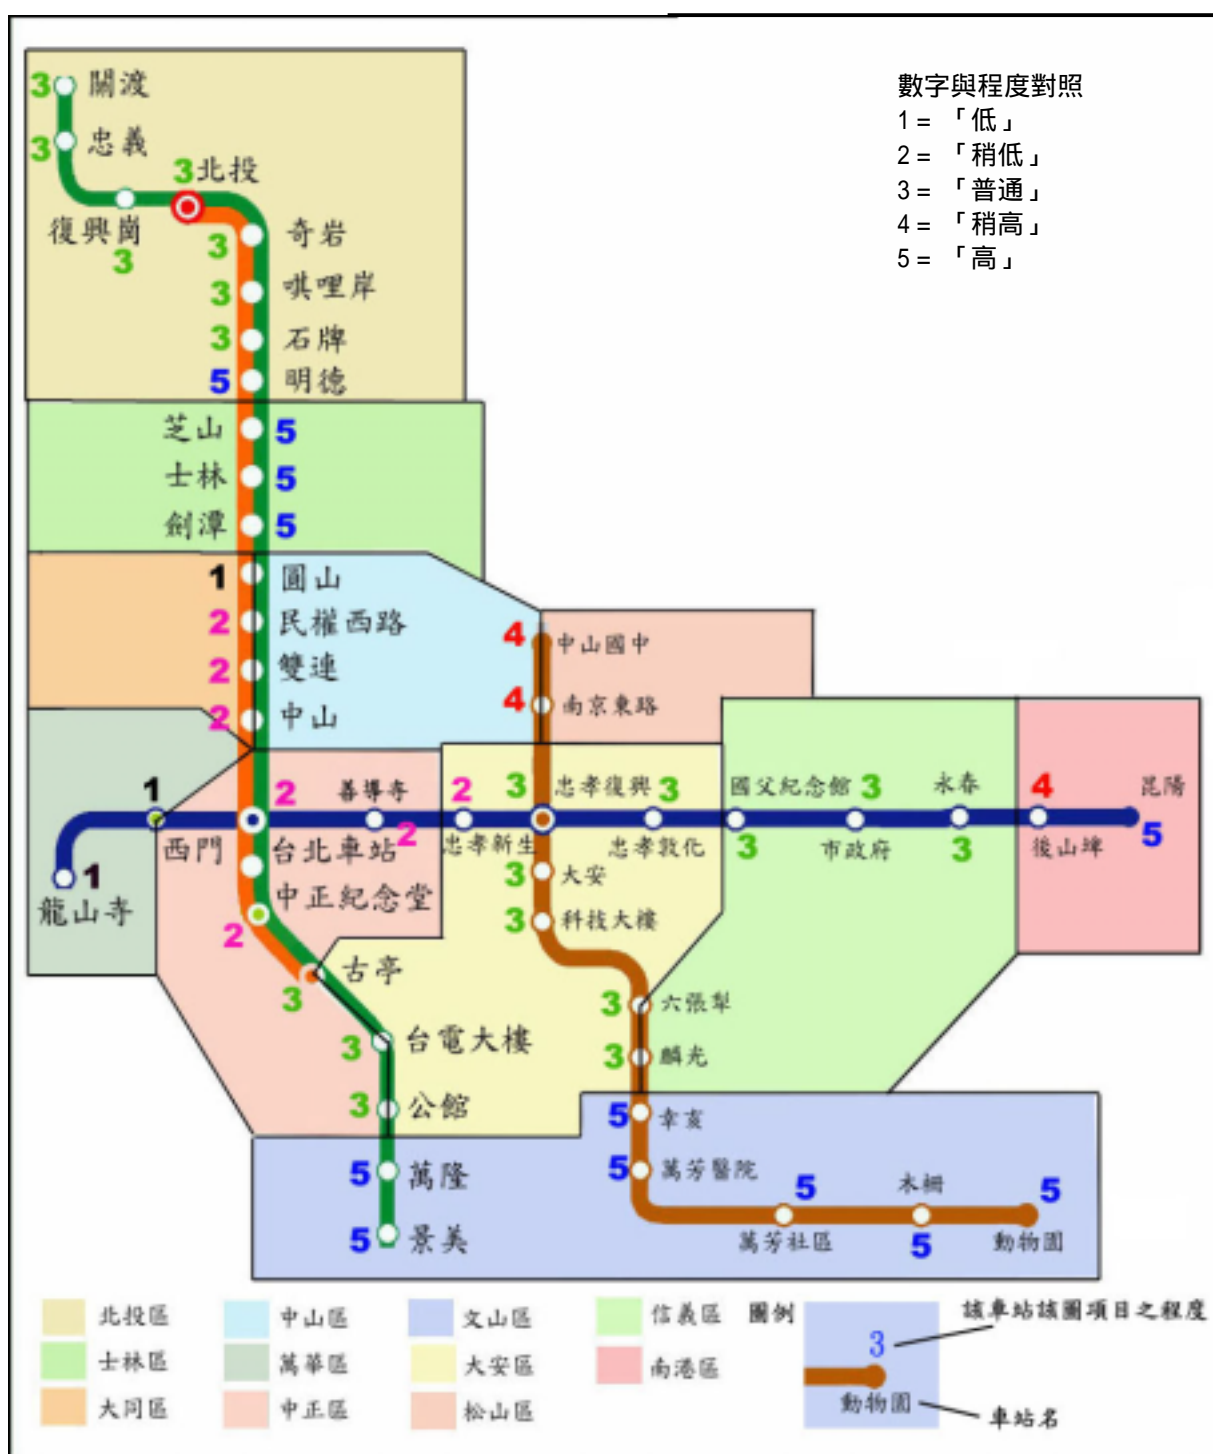 數字與程度對照
1 = 「低」
2 = 「稍低」
3 = 「普通」
4 = 「稍高」
5 = 「高」
3 關渡
3 忠義
3 北投
復興崗
3
3 奇岩
3 唭哩岸
3 石牌
5 明德
芝山 5
士林 5
劍潭 5
1 圓山
2 民權西路
2 雙連
2 中山
4 中山國中
4 南京東路
1
西門
1
龍山寺
2
台北車站
善導寺
2
2
忠孝新生
3 忠孝復興
3
忠孝敦化
國父紀念館
3
3
市政府
永春
3
4
後山埤
昆陽
5
中正紀念堂
2
3 大安
3 科技大樓
古亭
3
3 六張犁
3 台電大樓
3 麟光
3 公館
5 辛亥
5 萬隆
5 萬芳醫院
5 景美
5
萬芳社區
木柵
5
5
動物園
北投區
士林區
大同區
中山區
萬華區
中正區
文山區
大安區
松山區
信義區
南港區
圖例
3
動物園
該車站該圖項目之程度
車站名